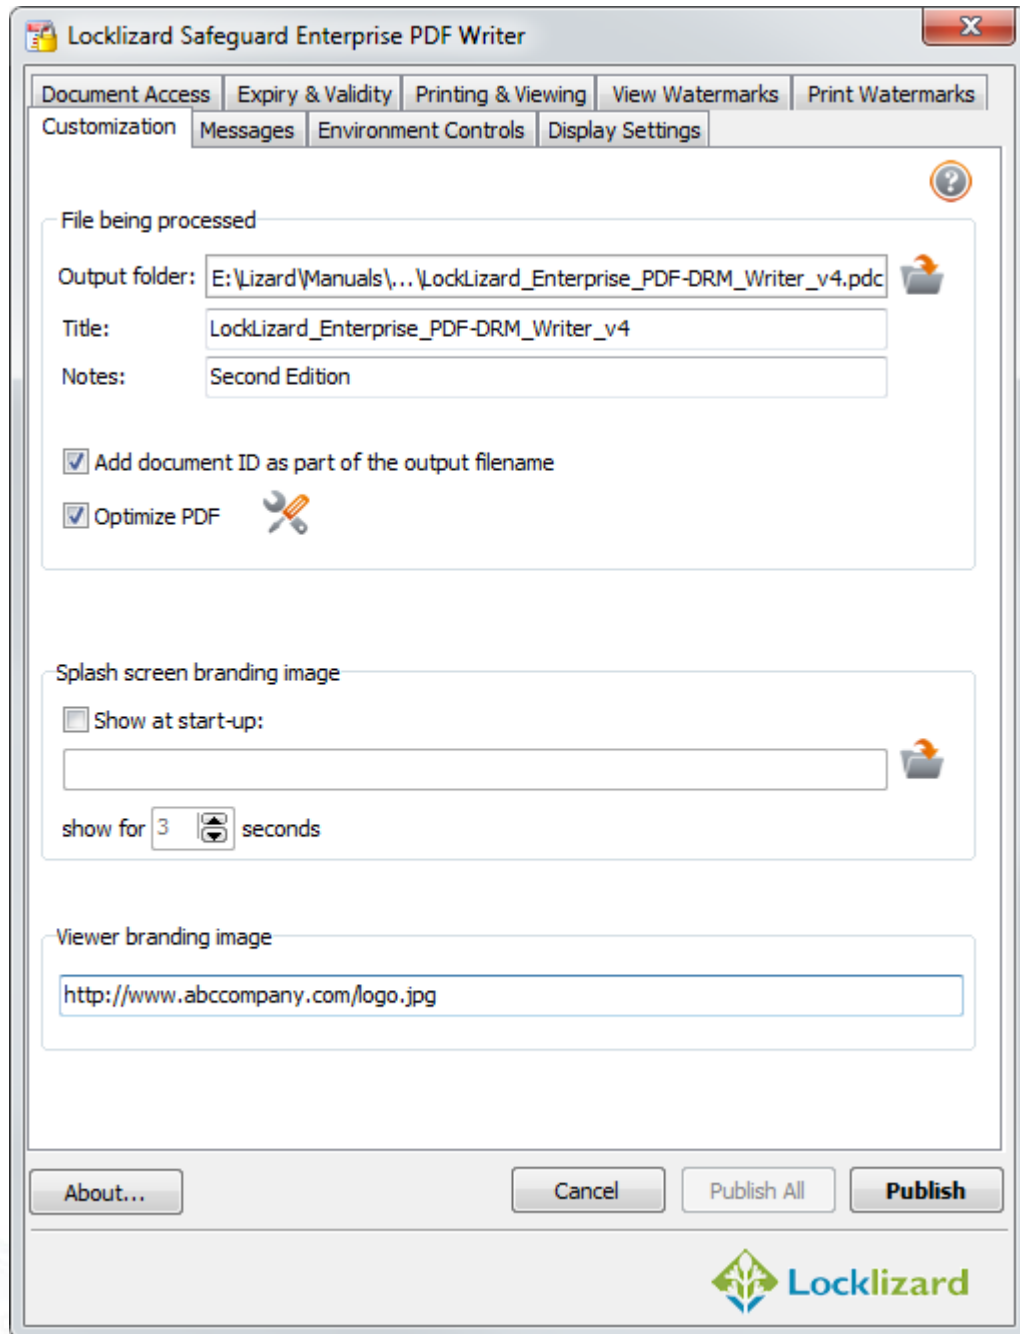 Locklizard Safeguard Enterprise PDF Writer
Document Access Expiry & Validity Printing & Viewing View Watermarks Print Watermarks
Customization Messages Environment Controls Display Settings
?
File being processed
Output folder: E:\Lizard\Manuals\...\LockLizard_Enterprise_PDF-DRM_Writer_v4.pdc
Title: LockLizard_Enterprise_PDF-DRM_Writer_v4
Notes: Second Edition
Add document ID as part of the output filename
Optimize PDF
Splash screen branding image
Show at start-up:
show for 3 seconds
Viewer branding image
http://www.abccompany.com/logo.jpg
About... Cancel Publish All Publish
Locklizard